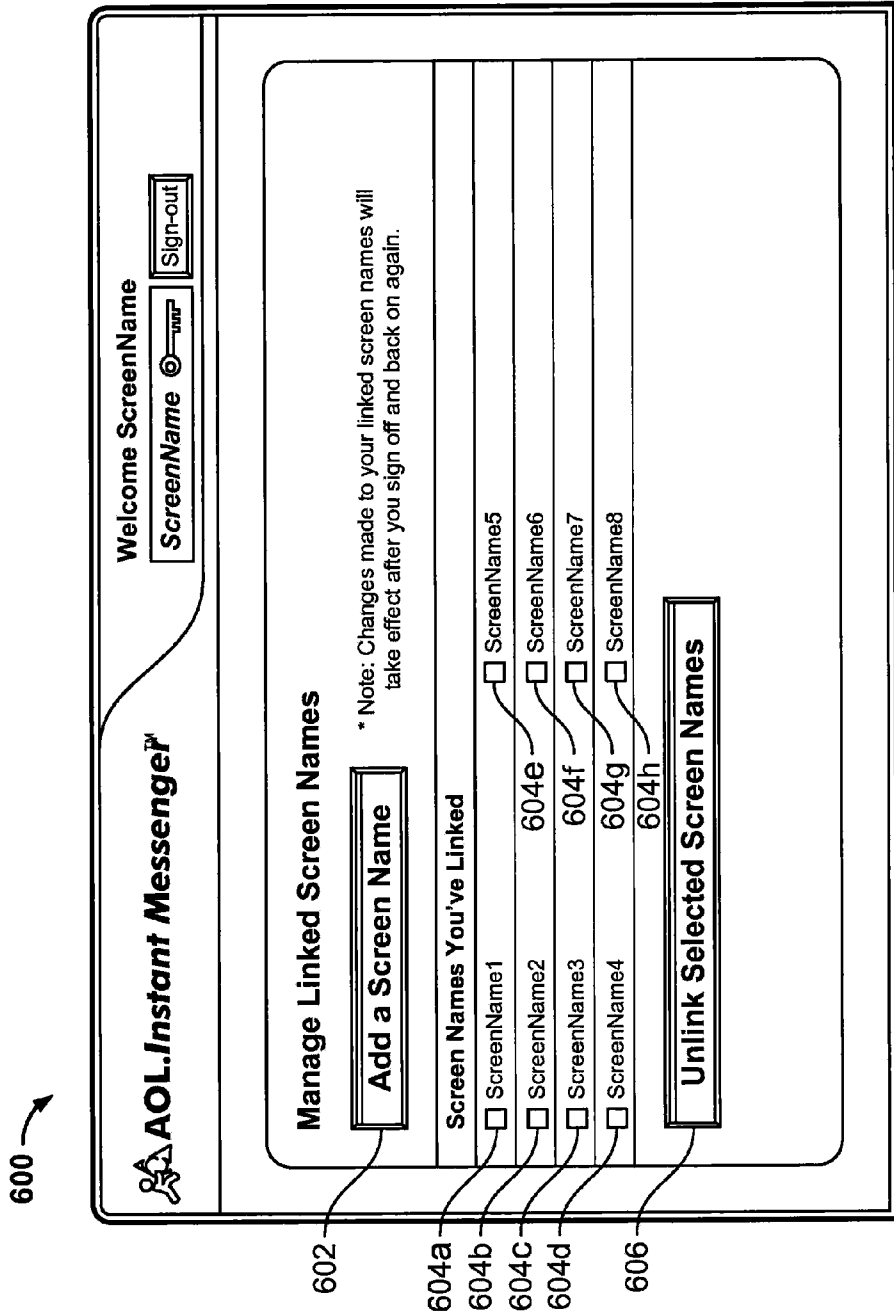 600
AOL.Instant Messenger™
Welcome ScreenName
ScreenName
Sign-out
Manage Linked Screen Names
602
Add a Screen Name
* Note: Changes made to your linked screen names will
take effect after you sign off and back on again.
Screen Names You've Linked
604a
ScreenName1
ScreenName5
604b
ScreenName2
604e
ScreenName6
604c
ScreenName3
604f
ScreenName7
604d
ScreenName4
604g
ScreenName8
604h
606
Unlink Selected Screen Names